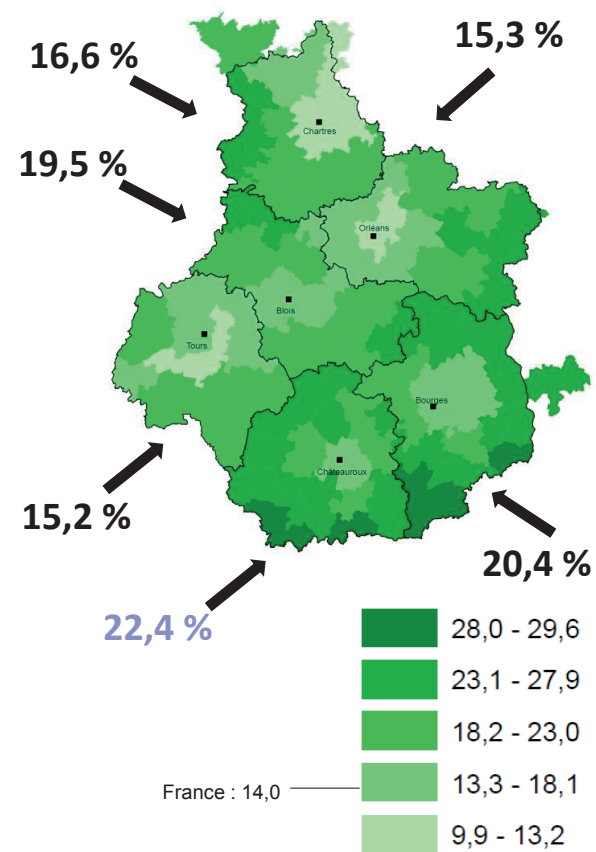 15,3 %
16,6 %
Chartres
19,5 %
Orléans
Blois
Tours
Bourges
Châteauroux
15,2 %
20,4 %
22,4 %
28,0 - 29,6
23,1 - 27,9
18,2 - 23,0
France : 14,0
13,3 - 18,1
9,9 - 13,2